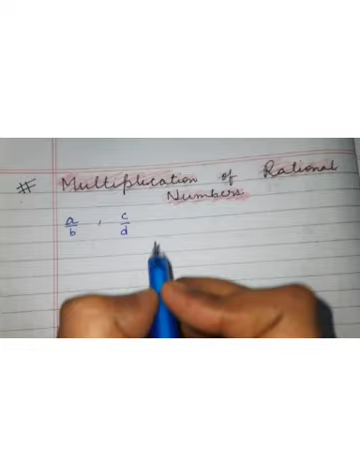 # Multiplication of Rational
Numbers
a/b , c/d